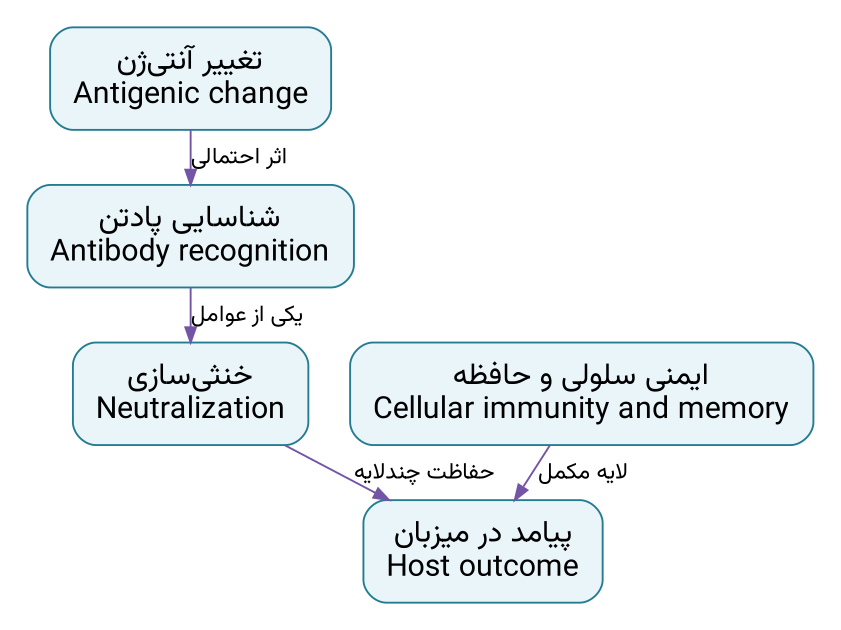 تغییر آنتی‌ژن
Antigenic change
اثر احتمالی
شناسایی پادتن
Antibody recognition
یکی از عوامل
خنثی‌سازی
Neutralization
ایمنی سلولی و حافظه
Cellular immunity and memory
حفاظت چندلایه
لایه مکمل
پیامد در میزبان
Host outcome